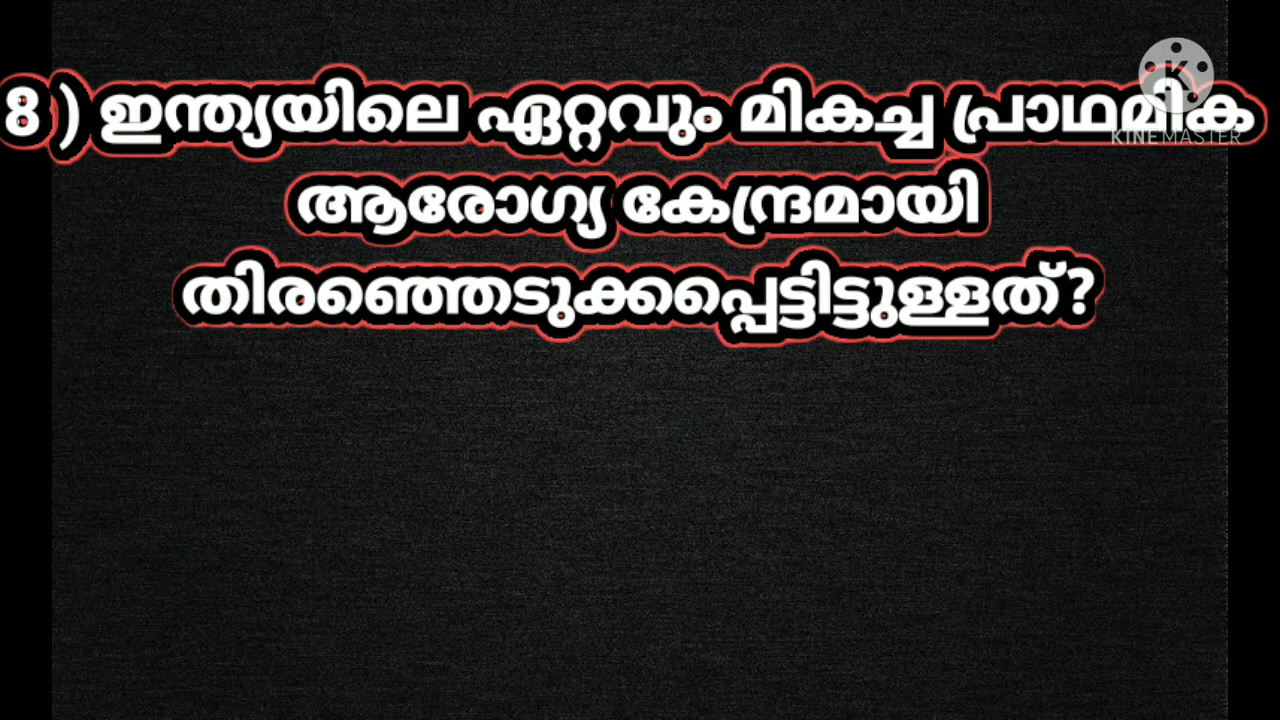 8 ) ഇന്ത്യയിലെ ഏറ്റവും മികച്ച പ്രാഥമിക
ആരോഗ്യ കേന്ദ്രമായി
തിരഞ്ഞെടുക്കപ്പെട്ടിട്ടുള്ളത്?
K
KINEMASTER